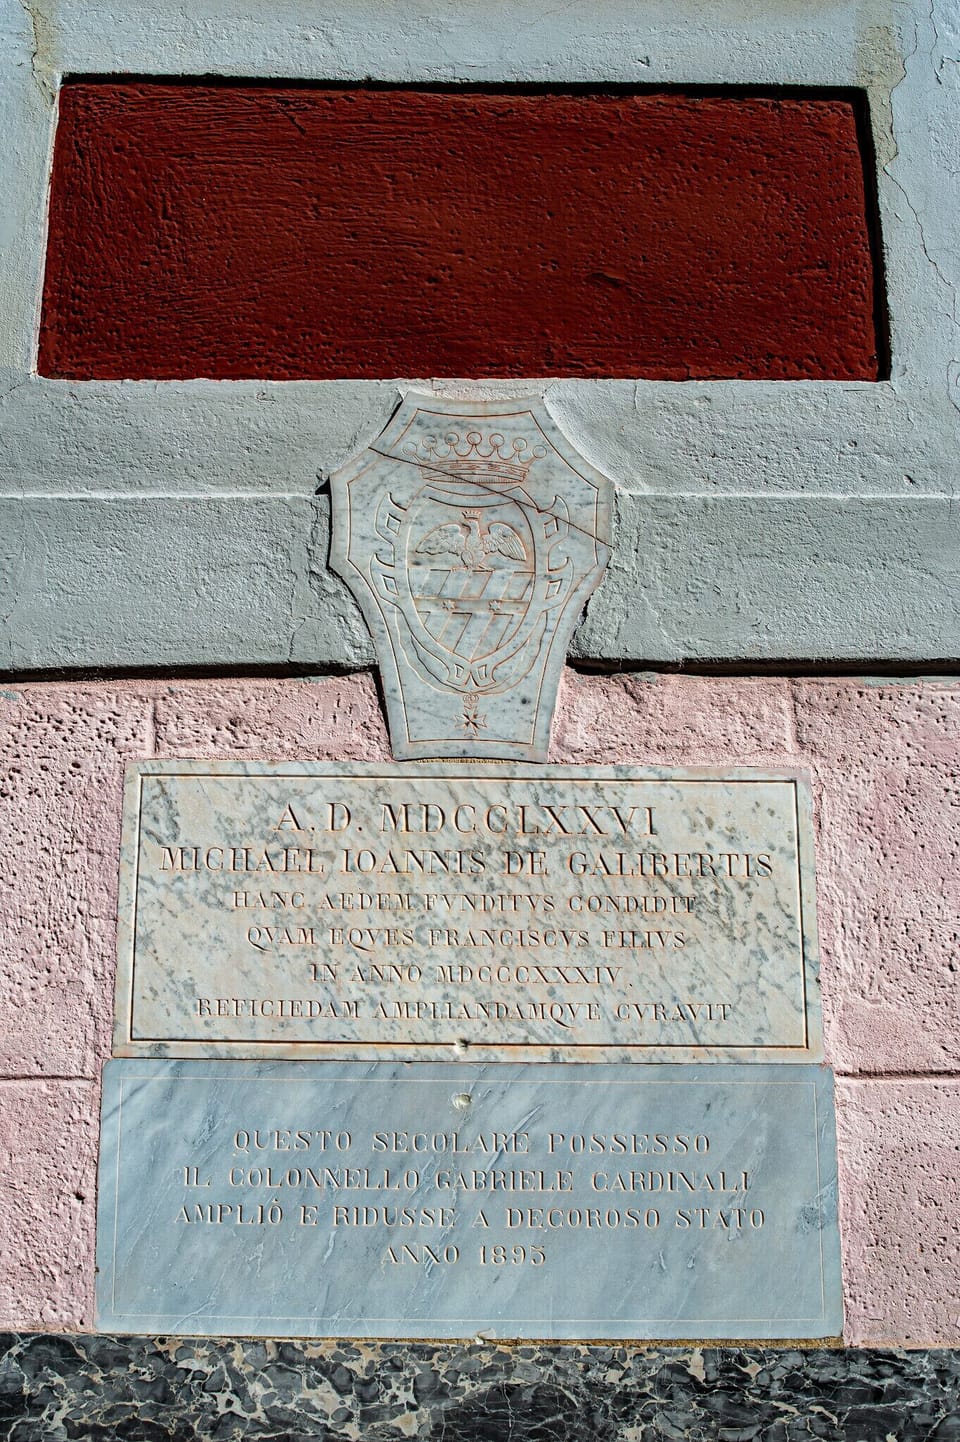 A.D. MDCCLXXVI
MICHAEL IOANNIS DE GALIBERTIS
HANC AEDEM FVNDITVS CONDIDIT
QVAM EQVES FRANCISCVS FILIVS
IN ANNO MDCCCXXXIV
REFICIEDAM AMPLIANDAMQVE CVRAVIT
QUESTO SECOLARE POSSESSO
IL COLONNELLO GABRIELE CARDINALI
AMPLIÒ E RIDUSSE A DECOROSO STATO
ANNO 1895